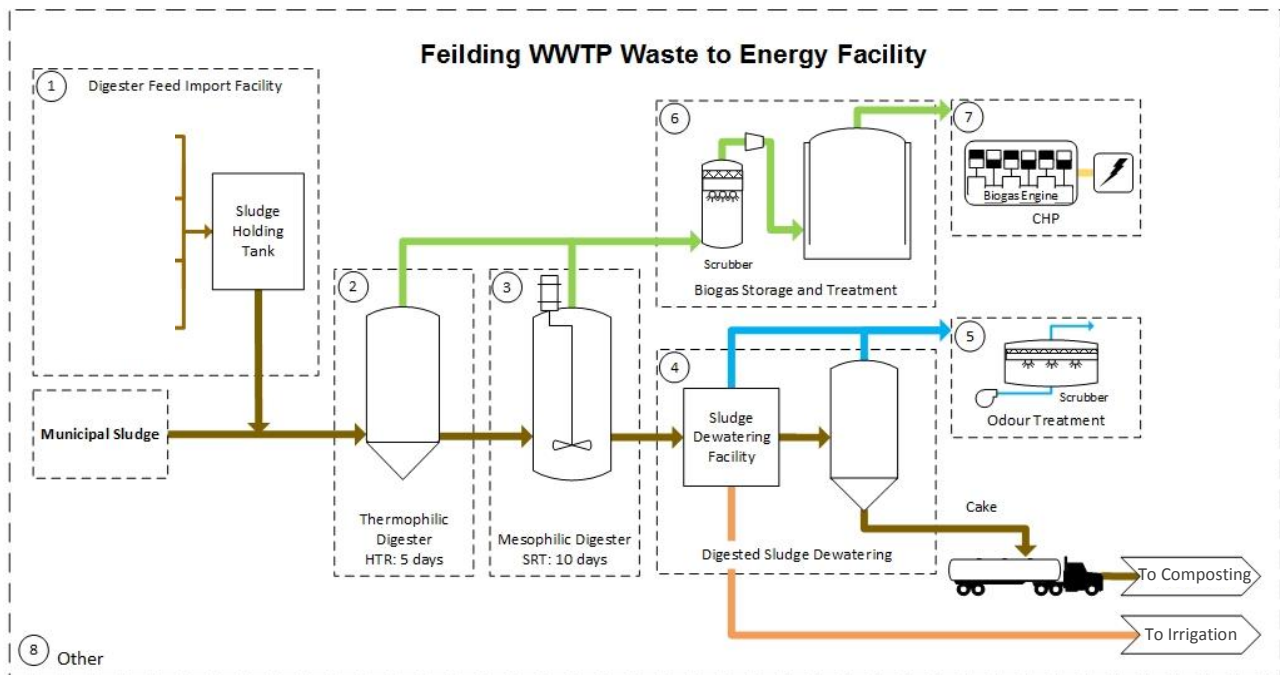 Feilding WWTP Waste to Energy Facility
1
Digester Feed Import Facility
Sludge
Holding
Tank
Municipal Sludge
2
Thermophilic
Digester
HTR: 5 days
3
Mesophilic Digester
SRT: 10 days
6
Scrubber
Biogas Storage and Treatment
7
Biogas Engine
CHP
4
Sludge
Dewatering
Facility
Digested Sludge Dewatering
5
Scrubber
Odour Treatment
Cake
To Composting
To Irrigation
8
Other